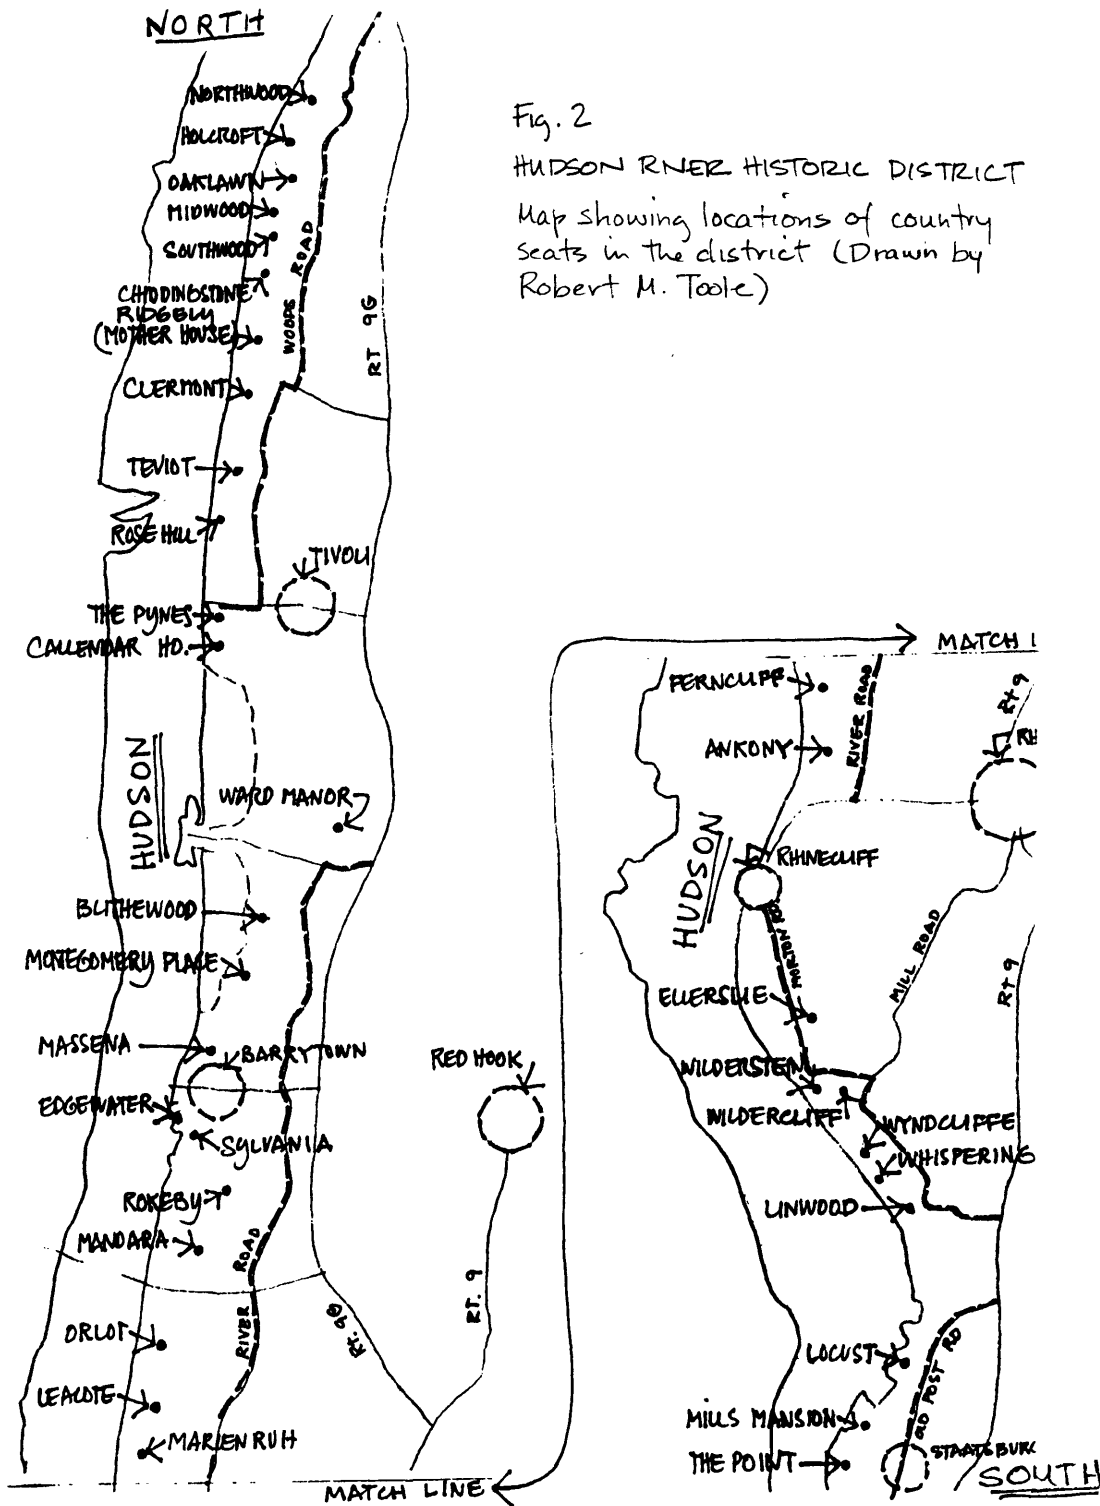 NORTH
NORTHWOOD
HOLCROFT
OAKLAWN
MIDWOOD
SOUTHWOOD
CHIDDINGSTONE
RIDGELY
(MOTHER HOUSE)
CLERMONT
TEVIOT
ROSE HILL
TIVOLI
THE PYNES
CALLENDAR HO.
HUDSON
WARD MANOR
BLITHEWOOD
MONTGOMERY PLACE
MASSENA
BARRYTOWN
EDGEWATER
SYLVANIA
ROKEBY
MANDARA
ORLOT
LEACOTE
MARIENRUH
WOODS ROAD
RT 9G
RIVER ROAD
Rt. 9G
RED HOOK
RT. 9
MATCH LINE
Fig. 2
HUDSON RIVER HISTORIC DISTRICT
Map showing locations of country
seats in the district (Drawn by
Robert M. Toole)
MATCH L
FERNCLIFF
RIVER ROAD
Rt 9
RH
ANKONY
HUDSON
RHINECLIFF
MORTON RD
MILL ROAD
Rt 9
ELLERSLIE
WILDERSTEIN
WILDERCLIFF
WYNDCLIFFE
WHISPERING
LINWOOD
LOCUST
OLD POST RD
MILLS MANSION
THE POINT
STAATSBURG
SOUTH